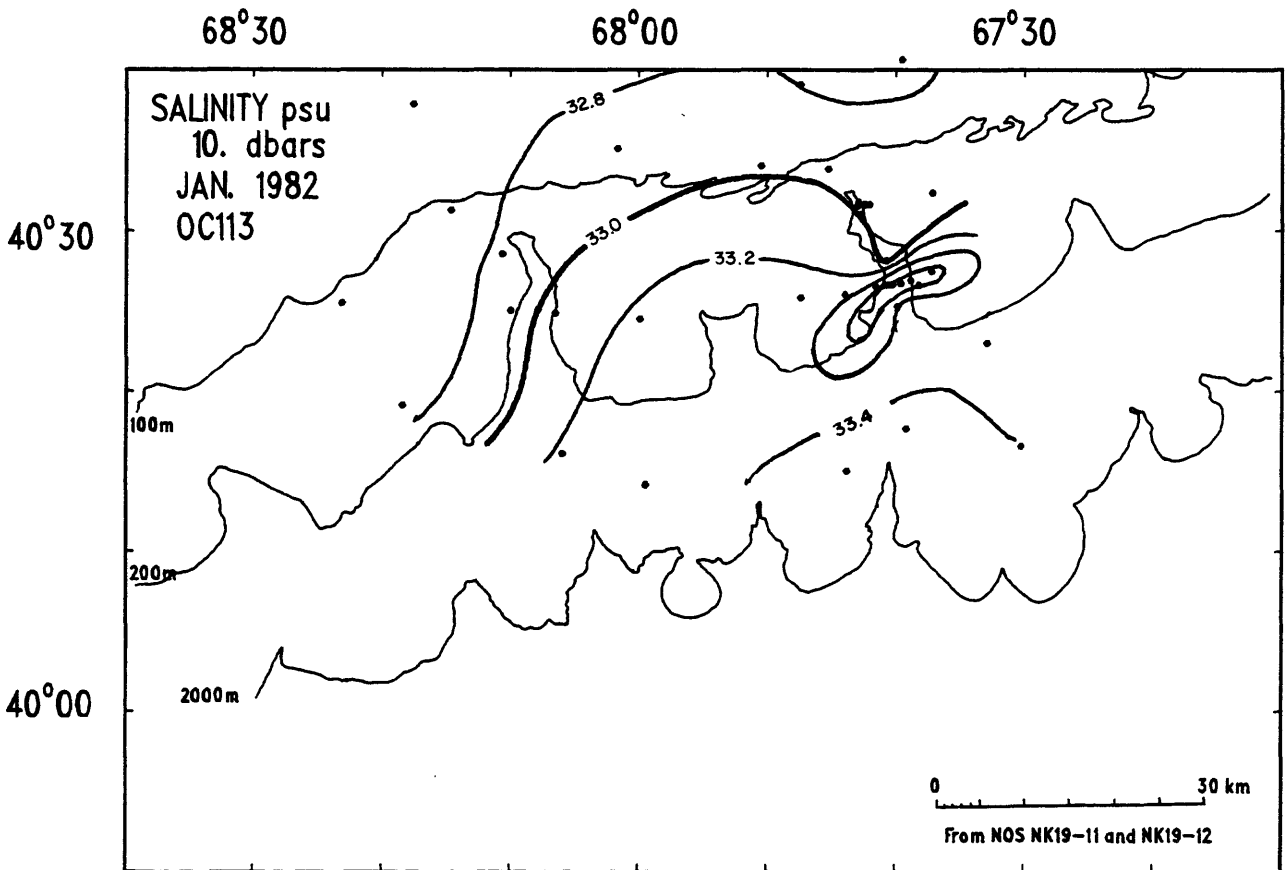 68°30
68°00
67°30
SALINITY psu
10. dbars
JAN. 1982
OC113
32.8
40°30
33.0
33.2
33.4
100m
200m
2000m
40°00
0 30 km
From NOS NK19-11 and NK19-12